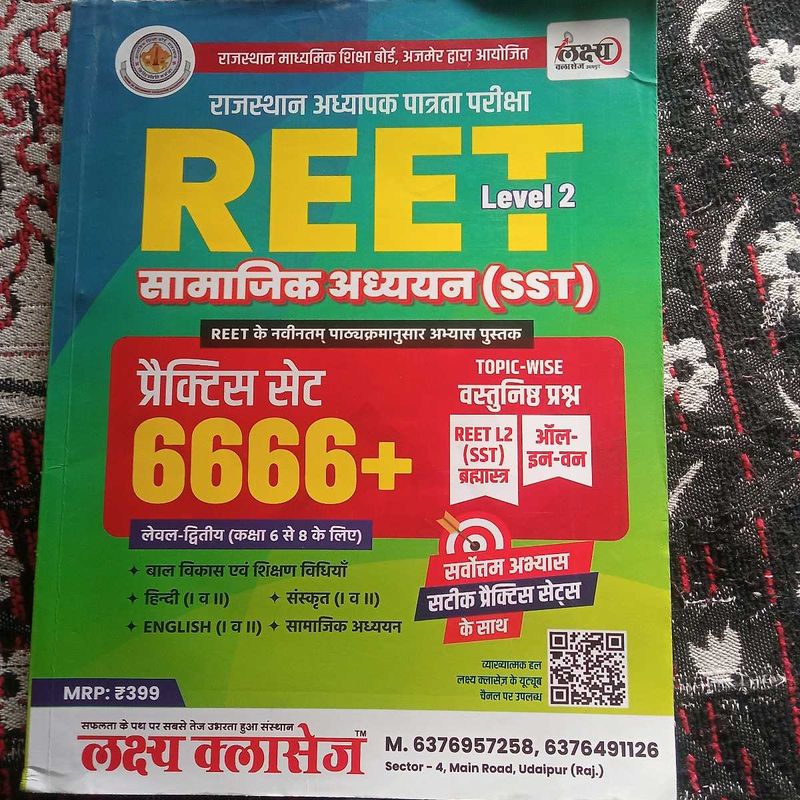 राजस्थान माध्यमिक शिक्षा बोर्ड, अजमेर द्वारा आयोजित
लक्ष्य
क्लासेज उदयपुर
राजस्थान अध्यापक पात्रता परीक्षा
REET
Level 2
सामाजिक अध्ययन (SST)
REET के नवीनतम् पाठ्यक्रमानुसार अभ्यास पुस्तक
प्रैक्टिस सेट
6666+
TOPIC-WISE
वस्तुनिष्ठ प्रश्न
REET L2
(SST)
ब्रह्मास्त्र
ऑल-
इन-वन
लेवल-द्वितीय (कक्षा 6 से 8 के लिए)
✦ बाल विकास एवं शिक्षण विधियाँ
✦ हिन्दी (I व II) ✦ संस्कृत (I व II)
✦ ENGLISH (I व II) ✦ सामाजिक अध्ययन
सर्वोत्तम अभ्यास
सटीक प्रैक्टिस सेट्स
के साथ
व्याख्यात्मक हल
लक्ष्य क्लासेज़ के यूट्यूब
चैनल पर उपलब्ध
MRP: ₹399
सफलता के पथ पर सबसे तेज उभरता हुआ संस्थान
लक्ष्य क्लासेज™
M. 6376957258, 6376491126
Sector - 4, Main Road, Udaipur (Raj.)